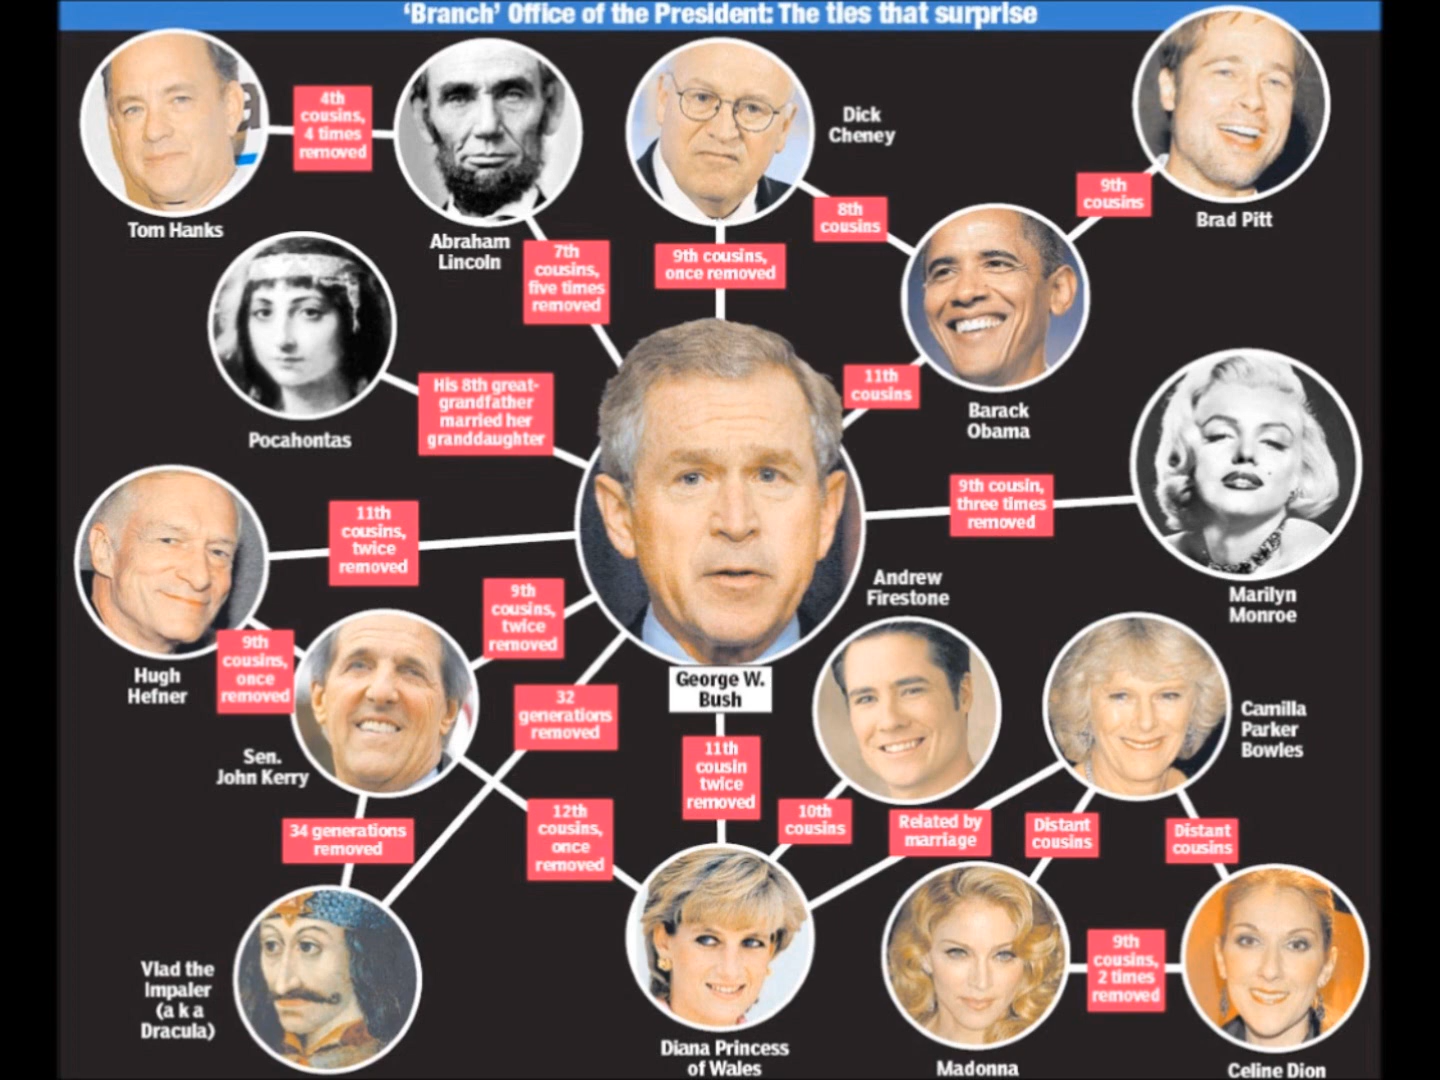 ‘Branch’ Office of the President: The ties that surprise
4th
cousins,
4 times
removed
Tom Hanks
Abraham
Lincoln
7th
cousins,
five times
removed
Dick
Cheney
9th cousins,
once removed
8th
cousins
9th
cousins
Brad Pitt
Pocahontas
His 8th great-
grandfather
married her
granddaughter
11th
cousins
Barack
Obama
9th cousin,
three times
removed
Marilyn
Monroe
11th
cousins,
twice
removed
Hugh
Hefner
9th
cousins,
once
removed
9th
cousins,
twice
removed
Sen.
John Kerry
32
generations
removed
George W.
Bush
Andrew
Firestone
Camilla
Parker
Bowles
34 generations
removed
12th
cousins,
once
removed
11th
cousin
twice
removed
10th
cousins
Related by
marriage
Distant
cousins
Distant
cousins
Vlad the
Impaler
(a k a
Dracula)
Diana Princess
of Wales
Madonna
9th
cousins,
2 times
removed
Celine Dion